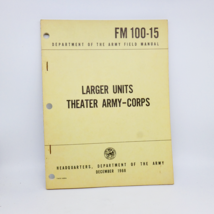 FM 100-15
DEPARTMENT OF THE ARMY FIELD MANUAL
LARGER UNITS
THEATER ARMY-CORPS
HEADQUARTERS, DEPARTMENT OF THE ARMY
DECEMBER 1968